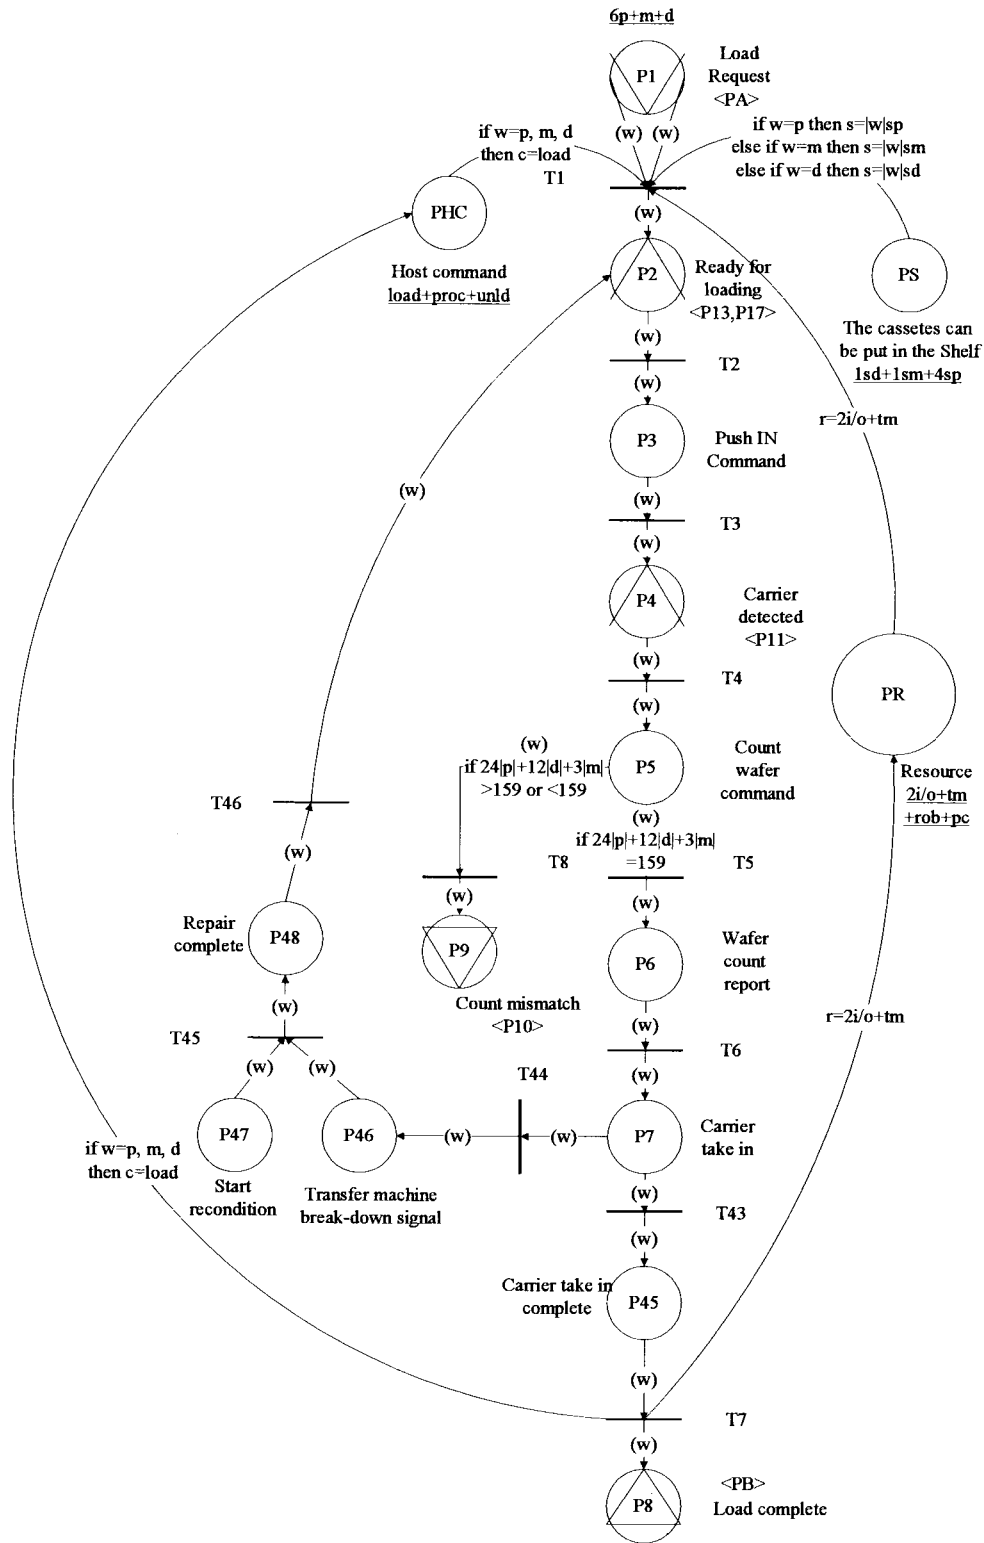 6p+m+d
P1
Load
Request
<PA>
(w) (w)
if w=p, m, d
then c=load
T1
if w=p then s=|w|sp
else if w=m then s=|w|sm
else if w=d then s=|w|sd
PHC
(w)
Host command
load+proc+unld
P2
Ready for
loading
<P13,P17>
PS
The cassetes can
be put in the Shelf
1sd+1sm+4sp
(w)
T2
(w)
r=2i/o+tm
P3
Push IN
Command
(w)
(w)
T3
(w)
P4
Carrier
detected
<P11>
(w)
T4
PR
(w)
(w)
if 24|p|+12|d|+3|m|
>159 or <159
P5
Count
wafer
command
Resource
2i/o+tm
+rob+pc
T46
(w)
if 24|p|+12|d|+3|m|
=159
T8
T5
(w)
(w)
(w)
Repair
complete
P48
P9
P6
Wafer
count
report
Count mismatch
<P10>
(w)
(w)
r=2i/o+tm
T45
T6
(w)
(w)
T44
(w)
P47
P46
(w)
(w)
P7
Carrier
take in
if w=p, m, d
then c=load
Start
recondition
Transfer machine
break-down signal
(w)
T43
(w)
Carrier take in
complete
P45
(w)
T7
(w)
P8
<PB>
Load complete